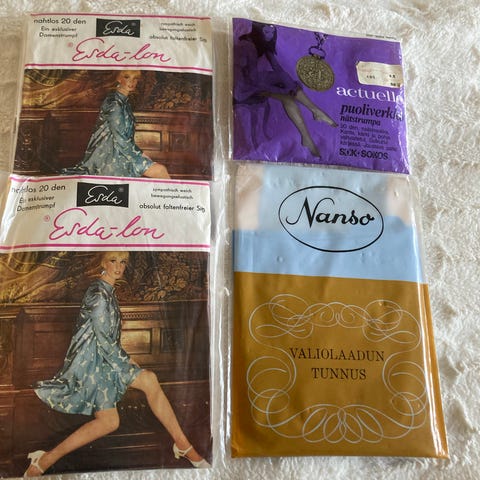 nahtlos 20 den
Ein exklusiver
Damenstrumpf
Esda
sympathisch weich
bewegungselastisch
absolut faltenfreier Sitz
® Esda-lon
actuelle
puoliverkko
nätstrumpa
SOK·SOKOS
nahtlos 20 den
Ein exklusiver
Damenstrumpf
Esda
sympathisch weich
bewegungselastisch
absolut faltenfreier Sitz
® Esda-lon
Nanso
VALIOLAADUN
TUNNUS